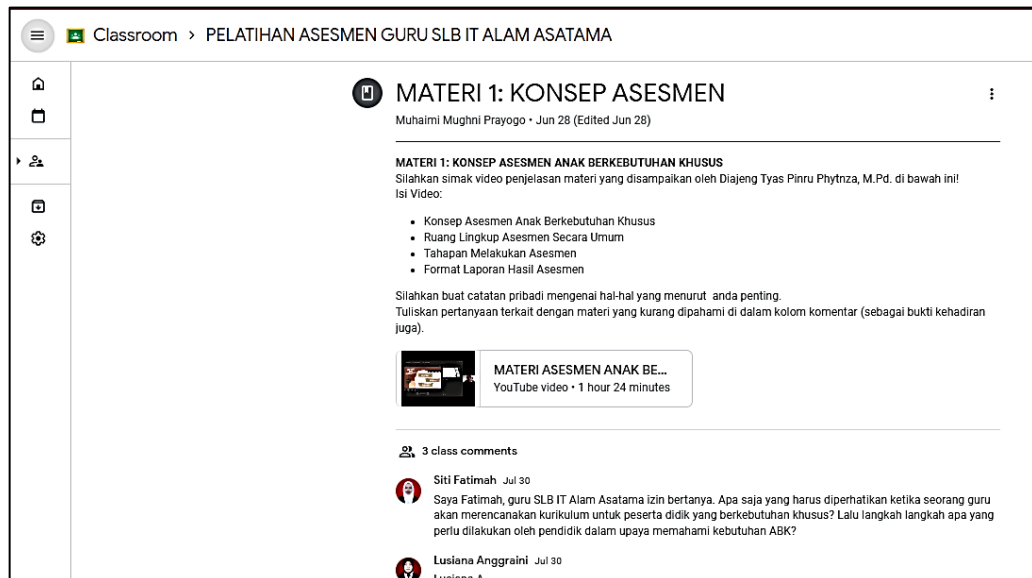 Classroom > PELATIHAN ASESMEN GURU SLB IT ALAM ASATAMA
MATERI 1: KONSEP ASESMEN
Muhaimi Mughni Prayogo • Jun 28 (Edited Jun 28)
MATERI 1: KONSEP ASESMEN ANAK BERKEBUTUHAN KHUSUS
Silahkan simak video penjelasan materi yang disampaikan oleh Diajeng Tyas Pinru Phytnza, M.Pd. di bawah ini!
Isi Video:
• Konsep Asesmen Anak Berkebutuhan Khusus
• Ruang Lingkup Asesmen Secara Umum
• Tahapan Melakukan Asesmen
• Format Laporan Hasil Asesmen
Silahkan buat catatan pribadi mengenai hal-hal yang menurut anda penting.
Tuliskan pertanyaan terkait dengan materi yang kurang dipahami di dalam kolom komentar (sebagai bukti kehadiran
juga).
MATERI ASESMEN ANAK BE...
YouTube video • 1 hour 24 minutes
3 class comments
Siti Fatimah Jul 30
Saya Fatimah, guru SLB IT Alam Asatama izin bertanya. Apa saja yang harus diperhatikan ketika seorang guru
akan merencanakan kurikulum untuk peserta didik yang berkebutuhan khusus? Lalu langkah langkah apa yang
perlu dilakukan oleh pendidik dalam upaya memahami kebutuhan ABK?
Lusiana Anggraini Jul 30